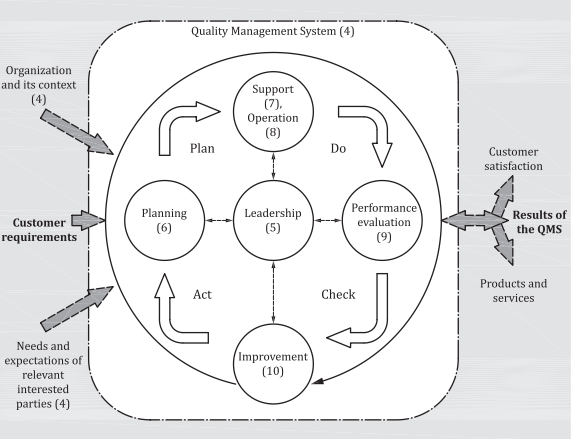 Quality Management System (4)
Organization
and its context
(4)
Support
(7),
Operation
(8)
Plan
Do
Customer
satisfaction
Customer
requirements
Planning
(6)
Leadership
(5)
Performance
evaluation
(9)
Results of
the QMS
Act
Check
Products and
services
Needs and
expectations of
relevant
interested
parties (4)
Improvement
(10)